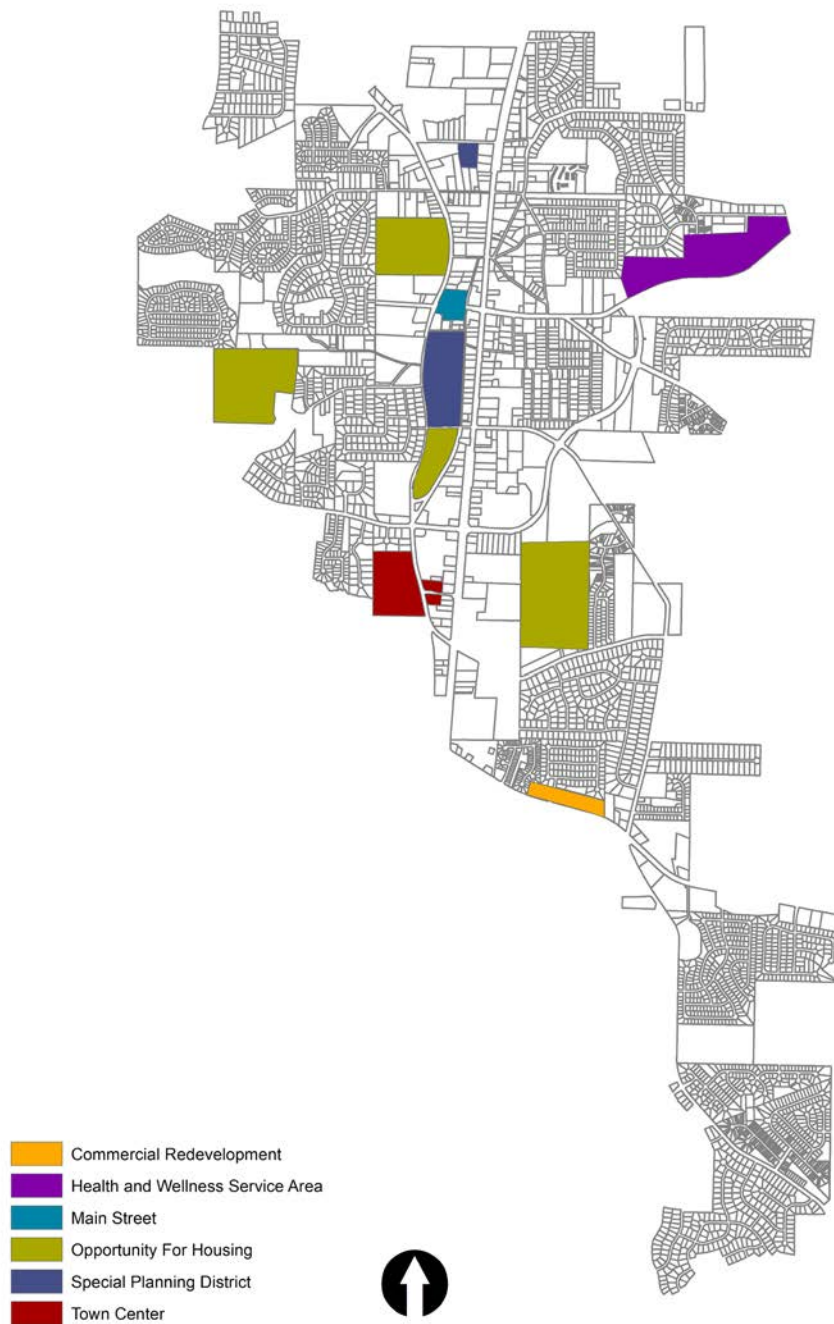 Commercial Redevelopment
Health and Wellness Service Area
Main Street
Opportunity For Housing
Special Planning District
Town Center